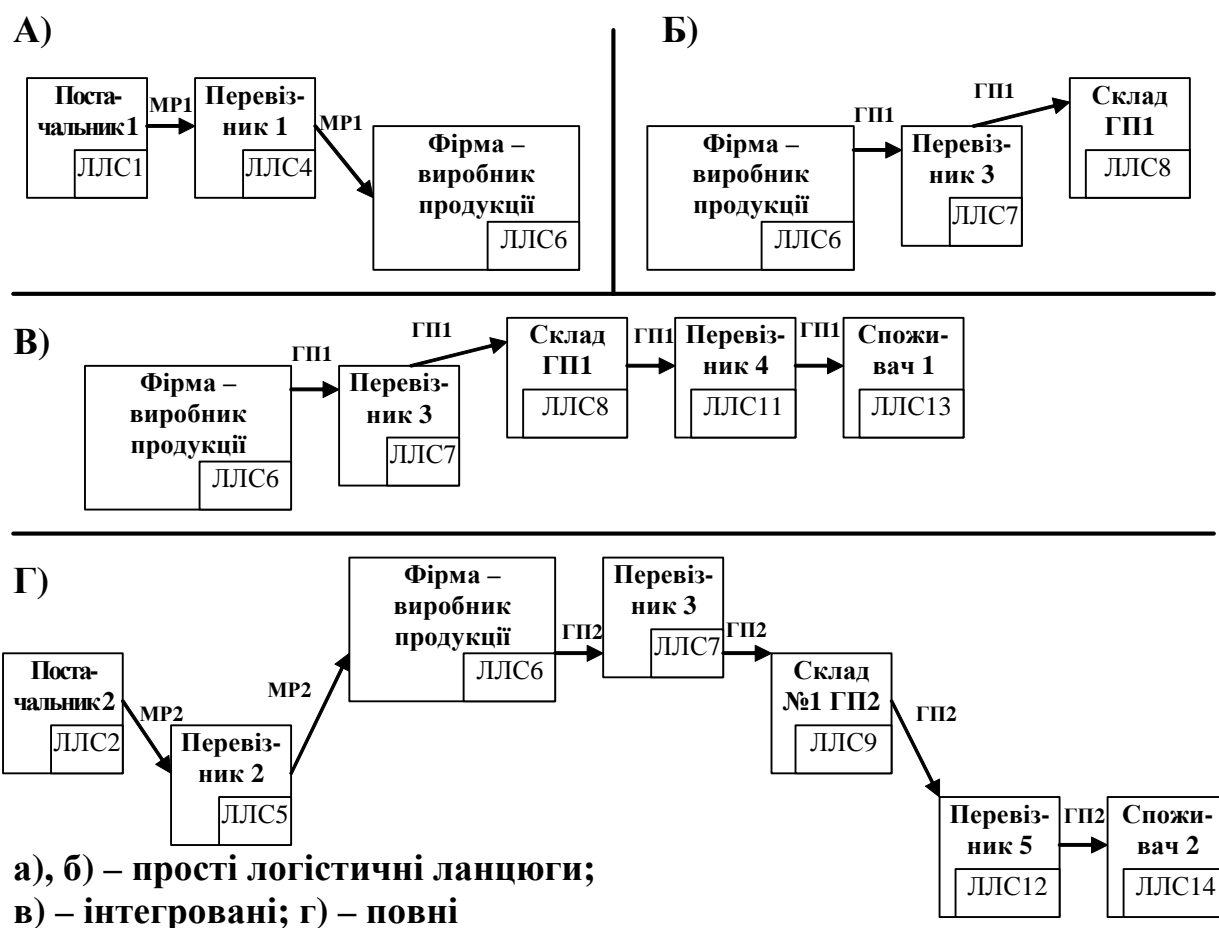 А)
Поста-
чальник 1
ЛЛС1
МР1
Перевіз-
ник 1
ЛЛС4
МР1
Фірма –
виробник
продукції
ЛЛС6
Б)
Фірма –
виробник
продукції
ЛЛС6
ГП1
Перевіз-
ник 3
ЛЛС7
ГП1
Склад
ГП1
ЛЛС8
В)
Фірма –
виробник
продукції
ЛЛС6
ГП1
Перевіз-
ник 3
ЛЛС7
ГП1
Склад
ГП1
ЛЛС8
ГП1
Перевіз-
ник 4
ЛЛС11
ГП1
Спожи-
вач 1
ЛЛС13
Г)
Поста-
чальник 2
ЛЛС2
МР2
Перевіз-
ник 2
ЛЛС5
МР2
Фірма –
виробник
продукції
ЛЛС6
ГП2
Перевіз-
ник 3
ЛЛС7
ГП2
Склад
№1 ГП2
ЛЛС9
ГП2
Перевіз-
ник 5
ЛЛС12
ГП2
Спожи-
вач 2
ЛЛС14
а), б) – прості логістичні ланцюги;
в) – інтегровані; г) – повні